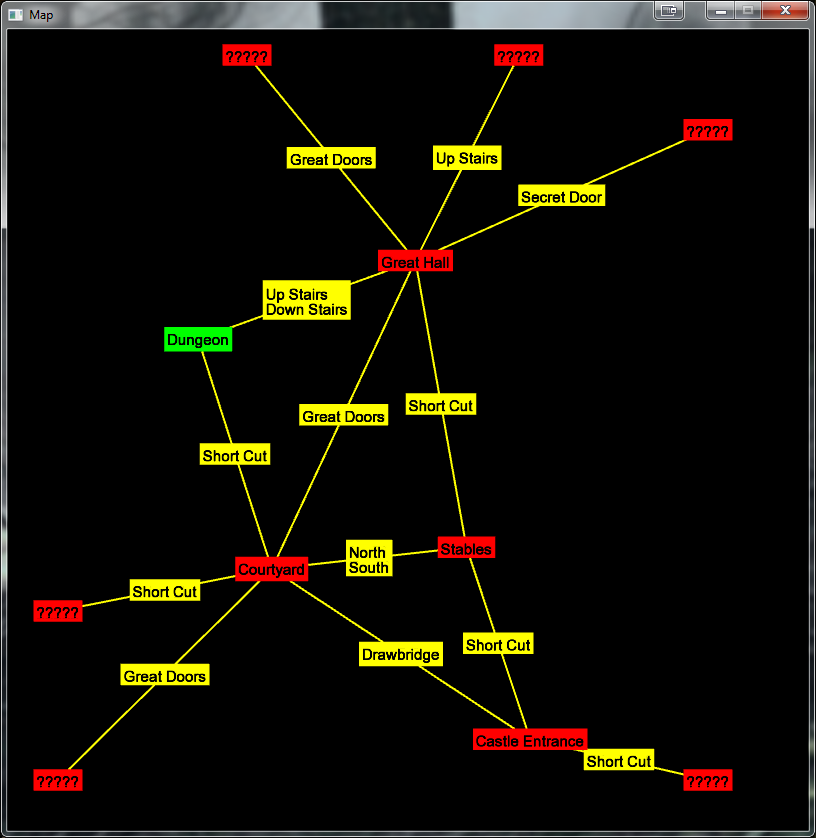 Map
?????
?????
?????
Great Doors
Up Stairs
Secret Door
Great Hall
Up Stairs
Down Stairs
Dungeon
Great Doors
Short Cut
Short Cut
North
South
Stables
Courtyard
Short Cut
?????
Short Cut
Drawbridge
Great Doors
Castle Entrance
Short Cut
?????
?????